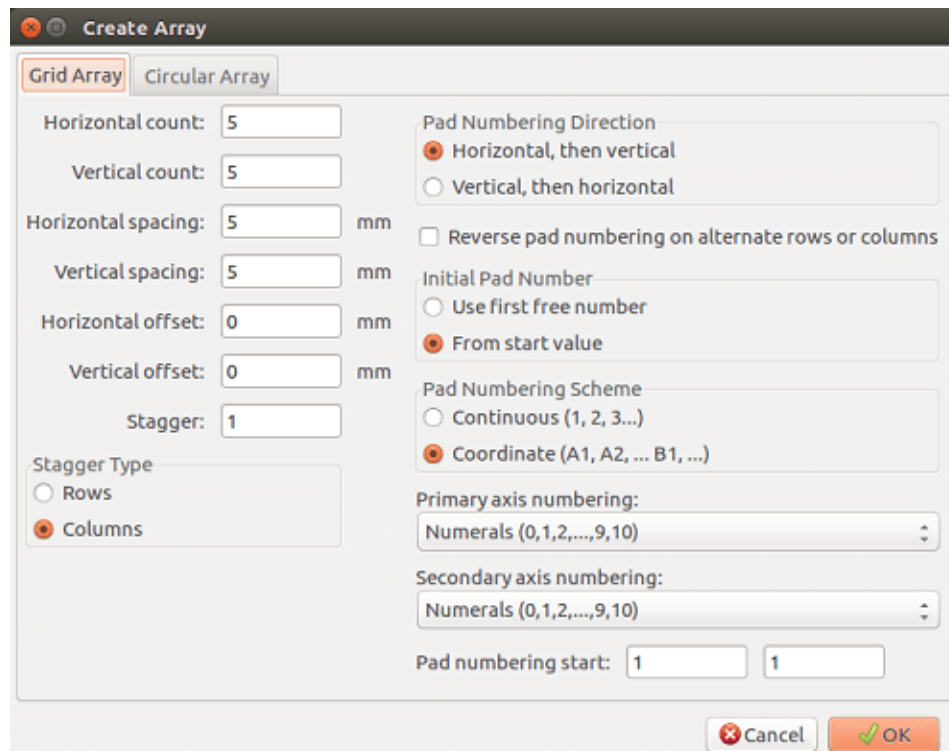 Create Array
Grid Array
Circular Array
Horizontal count: 5
Vertical count: 5
Horizontal spacing: 5 mm
Vertical spacing: 5 mm
Horizontal offset: 0 mm
Vertical offset: 0 mm
Stagger: 1
Stagger Type
Rows
Columns
Pad Numbering Direction
Horizontal, then vertical
Vertical, then horizontal
Reverse pad numbering on alternate rows or columns
Initial Pad Number
Use first free number
From start value
Pad Numbering Scheme
Continuous (1, 2, 3...)
Coordinate (A1, A2, ... B1, ...)
Primary axis numbering:
Numerals (0,1,2,...,9,10)
Secondary axis numbering:
Numerals (0,1,2,...,9,10)
Pad numbering start: 1 1
Cancel
OK